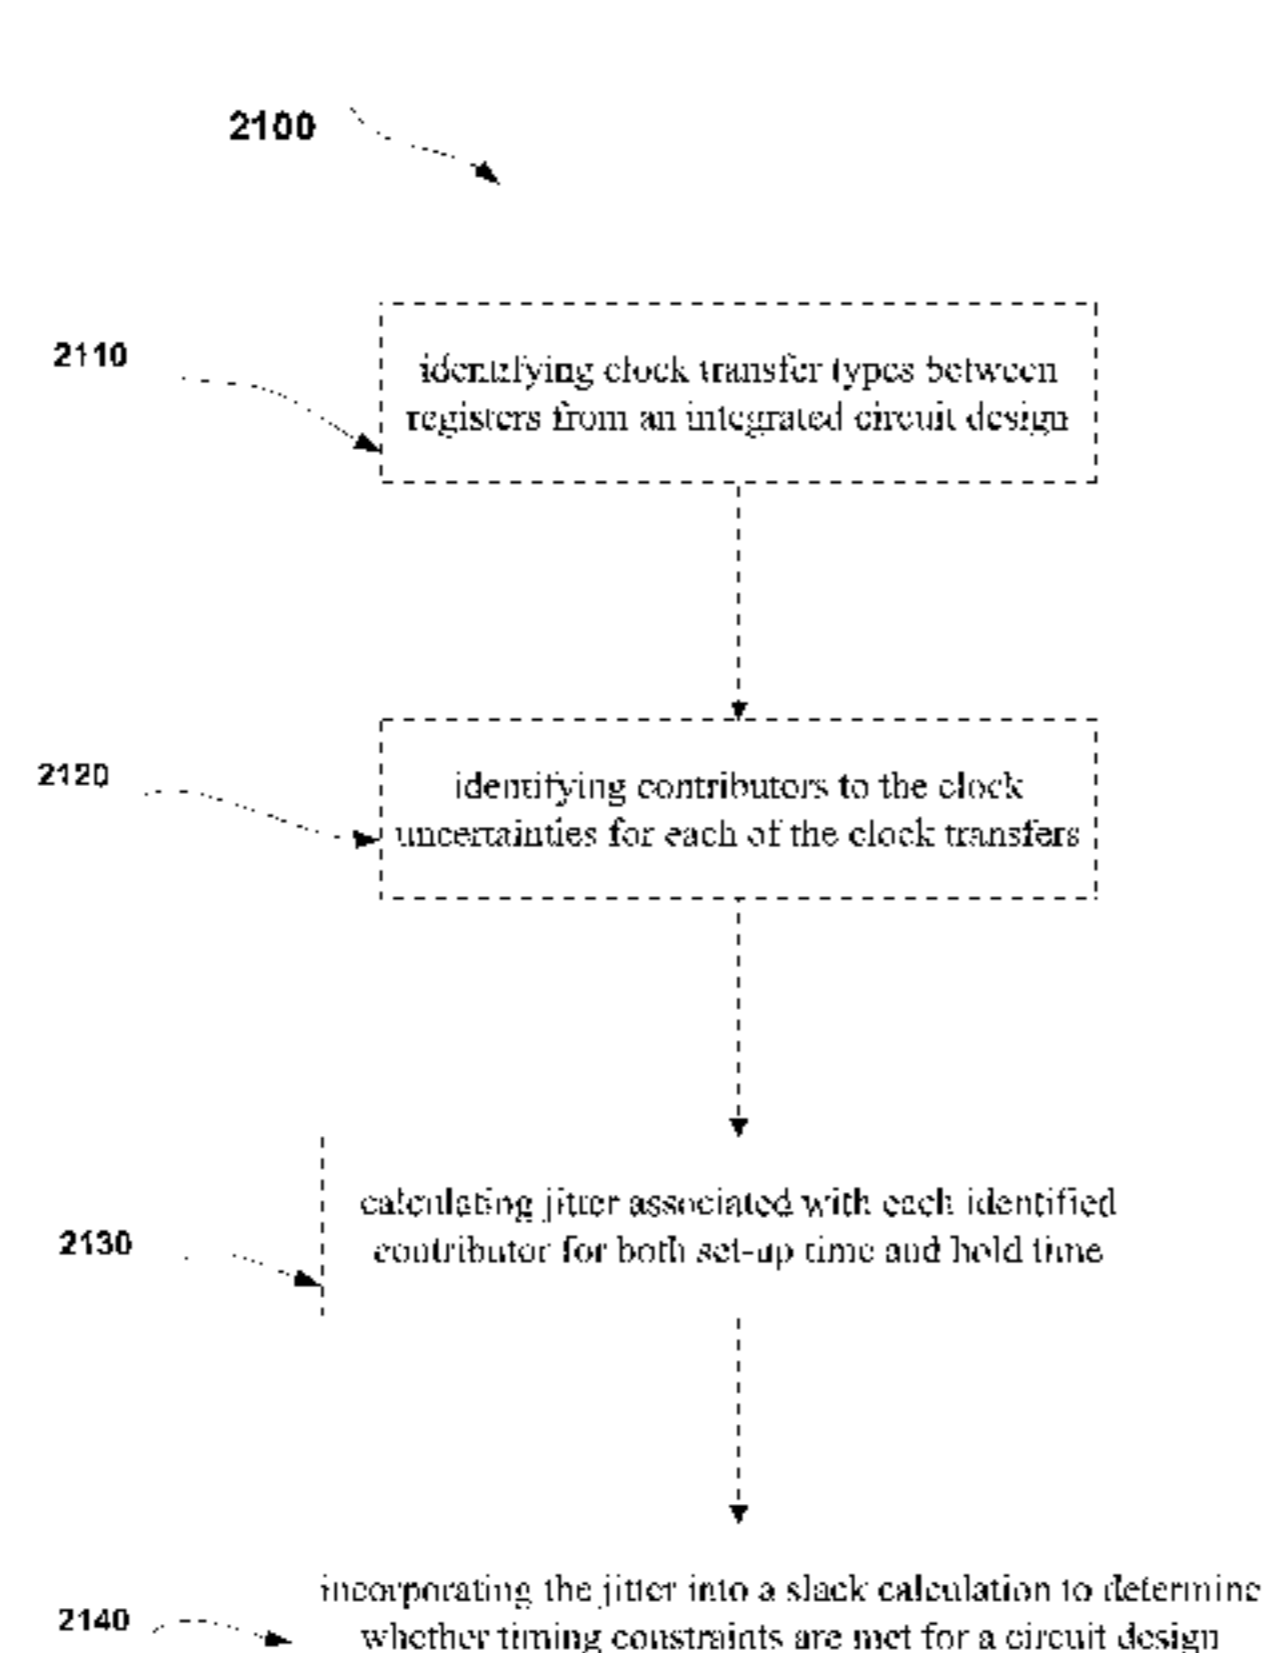 2100
2110
identifying clock transfer types between
registers from an integrated circuit design
2120
identifying contributors to the clock
uncertainties for each of the clock transfers
2130
calculating jitter associated with each identified
contributor for both set-up time and hold time
2140
incorporating the jitter into a slack calculation to determine
whether timing constraints are met for a circuit design